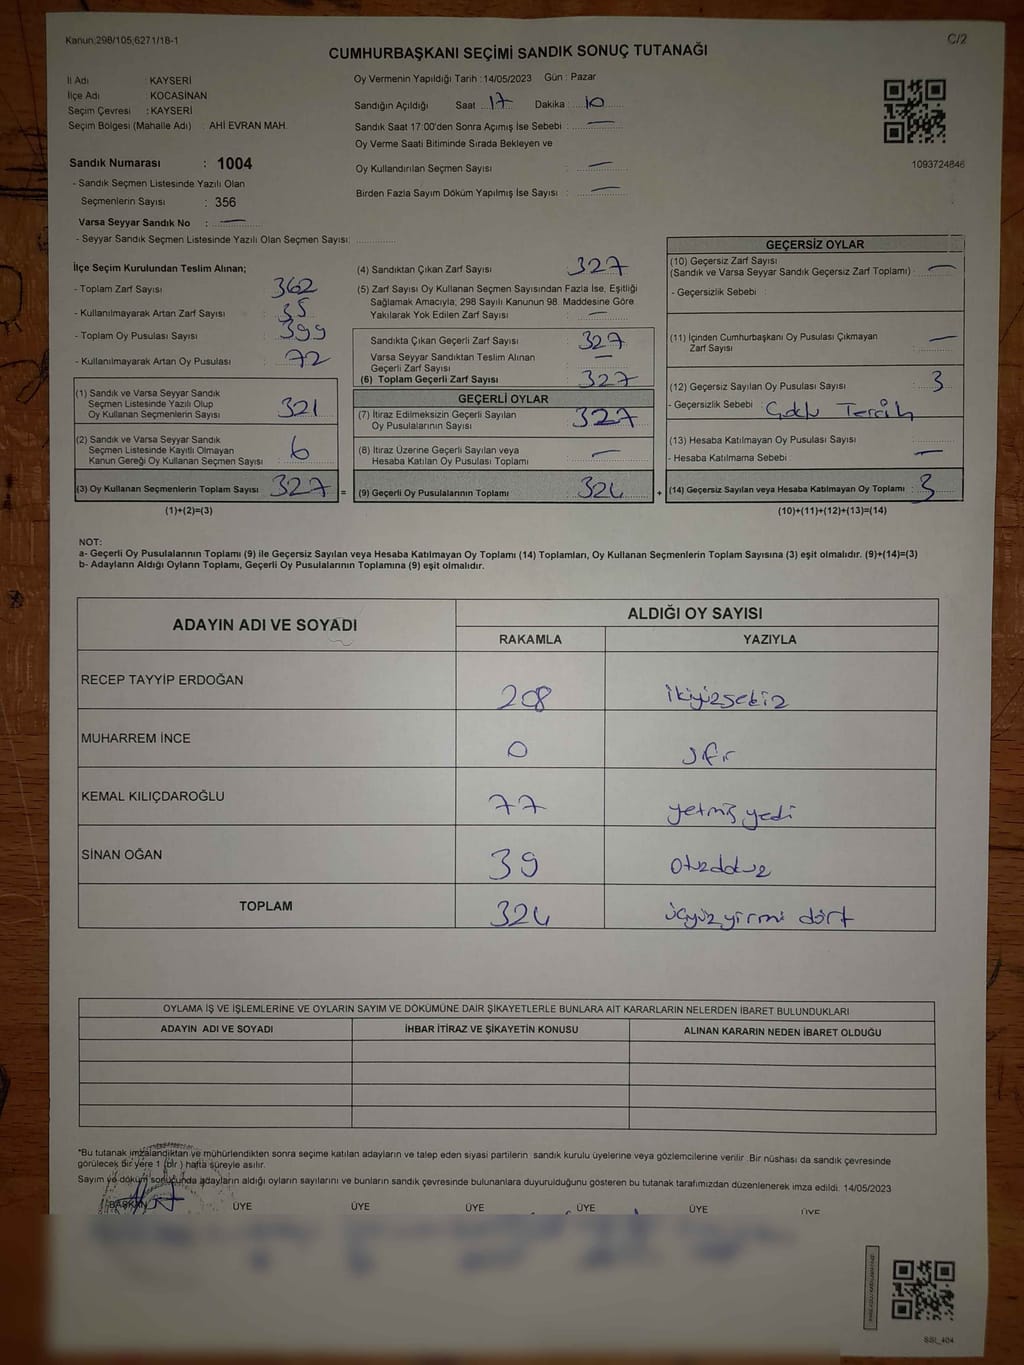 Kanun:298/105;6271/18-1
C/2
CUMHURBAŞKANI SEÇİMİ SANDIK SONUÇ TUTANAĞI
İl Adı : KAYSERİ
İlçe Adı : KOCASİNAN
Seçim Çevresi : KAYSERİ
Seçim Bölgesi (Mahalle Adı) : AHİ EVRAN MAH.
Sandık Numarası : 1004
- Sandık Seçmen Listesinde Yazılı Olan
Seçmenlerin Sayısı : 356
Varsa Seyyar Sandık No : —
- Seyyar Sandık Seçmen Listesinde Yazılı Olan Seçmen Sayısı:
Oy Vermenin Yapıldığı Tarih :14/05/2023 Gün : Pazar
Sandığın Açıldığı Saat : 17 Dakika : 10
Sandık Saat 17:00'den Sonra Açımış İse Sebebi : —
Oy Verme Saati Bitiminde Sırada Bekleyen ve
Oy Kullandırılan Seçmen Sayısı : —
Birden Fazla Sayım Döküm Yapılmış İse Sayısı : —
1093724846
İlçe Seçim Kurulundan Teslim Alınan;
- Toplam Zarf Sayısı : 362
- Kullanılmayarak Artan Zarf Sayısı : 35
- Toplam Oy Pusulası Sayısı : 399
- Kullanılmayarak Artan Oy Pusulası : 72
(1) Sandık ve Varsa Seyyar Sandık
Seçmen Listesinde Yazılı Olup
Oy Kullanan Seçmenlerin Sayısı : 321
(2) Sandık ve Varsa Seyyar Sandık
Seçmen Listesinde Kayıtlı Olmayan
Kanun Gereği Oy Kullanan Seçmen Sayısı : 6
(3) Oy Kullanan Seçmenlerin Toplam Sayısı : 327
=
(1)+(2)=(3)
(4) Sandıktan Çıkan Zarf Sayısı : 327
(5) Zarf Sayısı Oy Kullanan Seçmen Sayısından Fazla İse, Eşitliği
Sağlamak Amacıyla, 298 Sayılı Kanunun 98. Maddesine Göre
Yakılarak Yok Edilen Zarf Sayısı : —
Sandıkta Çıkan Geçerli Zarf Sayısı : 327
Varsa Seyyar Sandıktan Teslim Alınan
Geçerli Zarf Sayısı : —
(6) Toplam Geçerli Zarf Sayısı : 327
GEÇERLİ OYLAR
(7) İtiraz Edilmeksizin Geçerli Sayılan
Oy Pusulalarının Sayısı : 327
(8) İtiraz Üzerine Geçerli Sayılan veya
Hesaba Katılan Oy Pusulası Toplamı : —
(9) Geçerli Oy Pusulalarının Toplamı : 324
+
GEÇERSİZ OYLAR
(10) Geçersiz Zarf Sayısı
(Sandık ve Varsa Seyyar Sandık Geçersiz Zarf Toplamı) : —
- Geçersizlik Sebebi :
(11) İçinden Cumhurbaşkanı Oy Pusulası Çıkmayan
Zarf Sayısı : —
(12) Geçersiz Sayılan Oy Pusulası Sayısı : 3
- Geçersizlik Sebebi : Çoklu Tercih
(13) Hesaba Katılmayan Oy Pusulası Sayısı :
- Hesaba Katılmama Sebebi : —
(14) Geçersiz Sayılan veya Hesaba Katılmayan Oy Toplamı : 3
(10)+(11)+(12)+(13)=(14)
NOT:
a- Geçerli Oy Pusulalarının Toplamı (9) ile Geçersiz Sayılan veya Hesaba Katılmayan Oy Toplamı (14) Toplamları, Oy Kullanan Seçmenlerin Toplam Sayısına (3) eşit olmalıdır. (9)+(14)=(3)
b- Adayların Aldığı Oyların Toplamı, Geçerli Oy Pusulalarının Toplamına (9) eşit olmalıdır.
ADAYIN ADI VE SOYADI
ALDIĞI OY SAYISI
RAKAMLA YAZIYLA
RECEP TAYYİP ERDOĞAN 208 ikiyüzsekiz
MUHARREM İNCE 0 sıfır
KEMAL KILIÇDAROĞLU 77 yetmiş yedi
SİNAN OĞAN 39 otuzdokuz
TOPLAM 324 üçyüzyirmi dört
OYLAMA İŞ VE İŞLEMLERİNE VE OYLARIN SAYIM VE DÖKÜMÜNE DAİR ŞİKAYETLERLE BUNLARA AİT KARARLARIN NELERDEN İBARET BULUNDUKLARI
ADAYIN ADI VE SOYADI İHBAR İTİRAZ VE ŞİKAYETİN KONUSU ALINAN KARARIN NEDEN İBARET OLDUĞU
*Bu tutanak imzalandıktan ve mühürlendikten sonra seçime katılan adayların ve talep eden siyasi partilerin sandık kurulu üyelerine veya gözlemcilerine verilir. Bir nüshası da sandık çevresinde
görülecek bir yere 1 (bir ) hafta süreyle asılır.
Sayım ve döküm sonucunda adayların aldığı oyların sayılarını ve bunların sandık çevresinde bulunanlara duyurulduğunu gösteren bu tutanak tarafımızdan düzenlenerek imza edildi. 14/05/2023
BAŞKAN ÜYE ÜYE ÜYE ÜYE ÜYE ÜYE
SSI_404